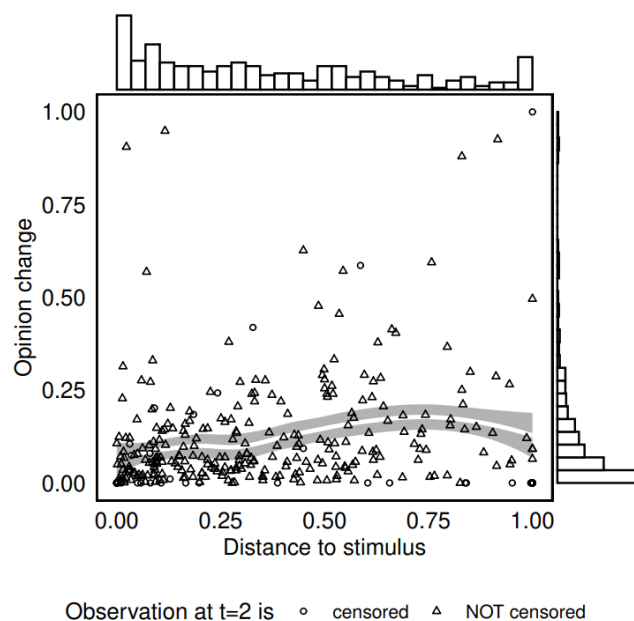 1.00
0.75
0.50
0.25
0.00
Opinion change
0.00 0.25 0.50 0.75 1.00
Distance to stimulus
Observation at t=2 is censored NOT censored